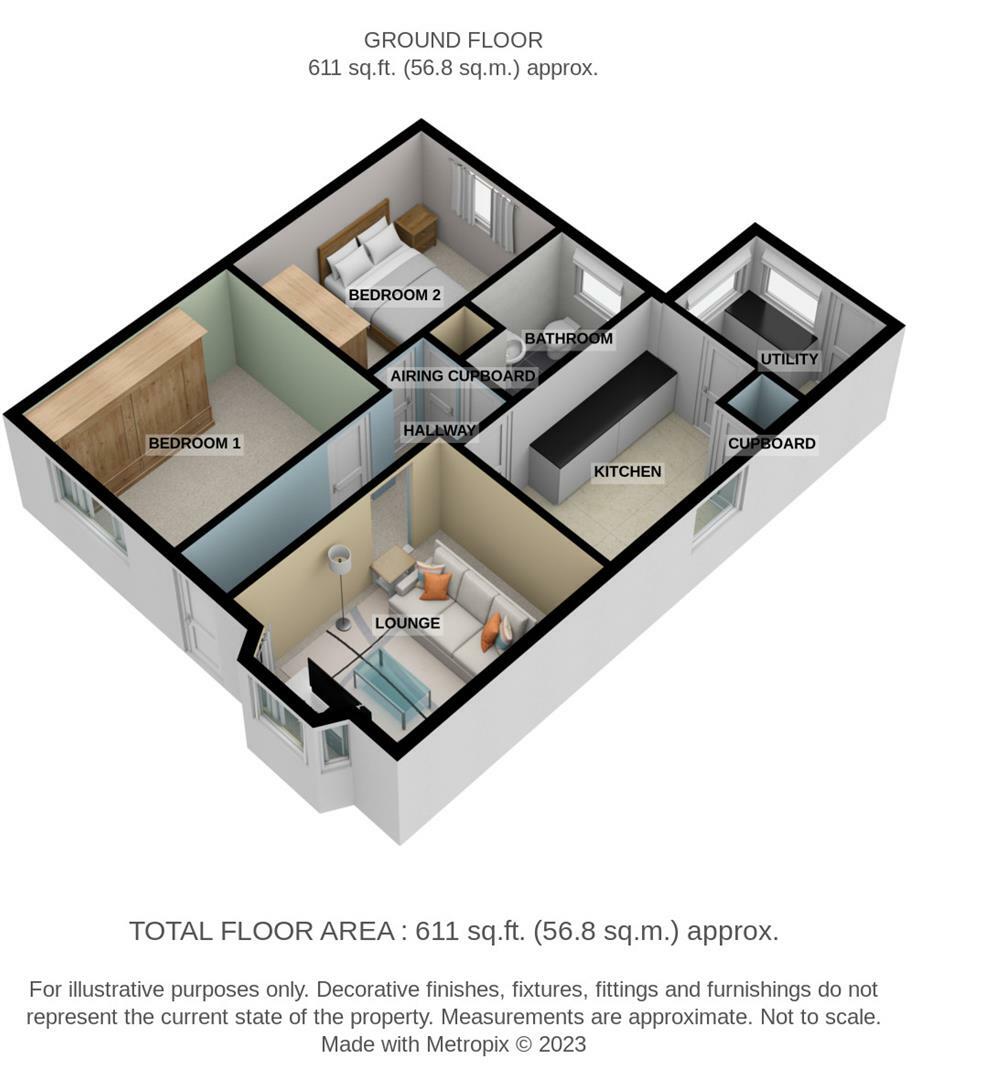 GROUND FLOOR
611 sq.ft. (56.8 sq.m.) approx.
BEDROOM 2
BATHROOM
UTILITY
AIRING CUPBOARD
HALLWAY
BEDROOM 1
CUPBOARD
KITCHEN
LOUNGE
TOTAL FLOOR AREA : 611 sq.ft. (56.8 sq.m.) approx.
For illustrative purposes only. Decorative finishes, fixtures, fittings and furnishings do not
represent the current state of the property. Measurements are approximate. Not to scale.
Made with Metropix © 2023